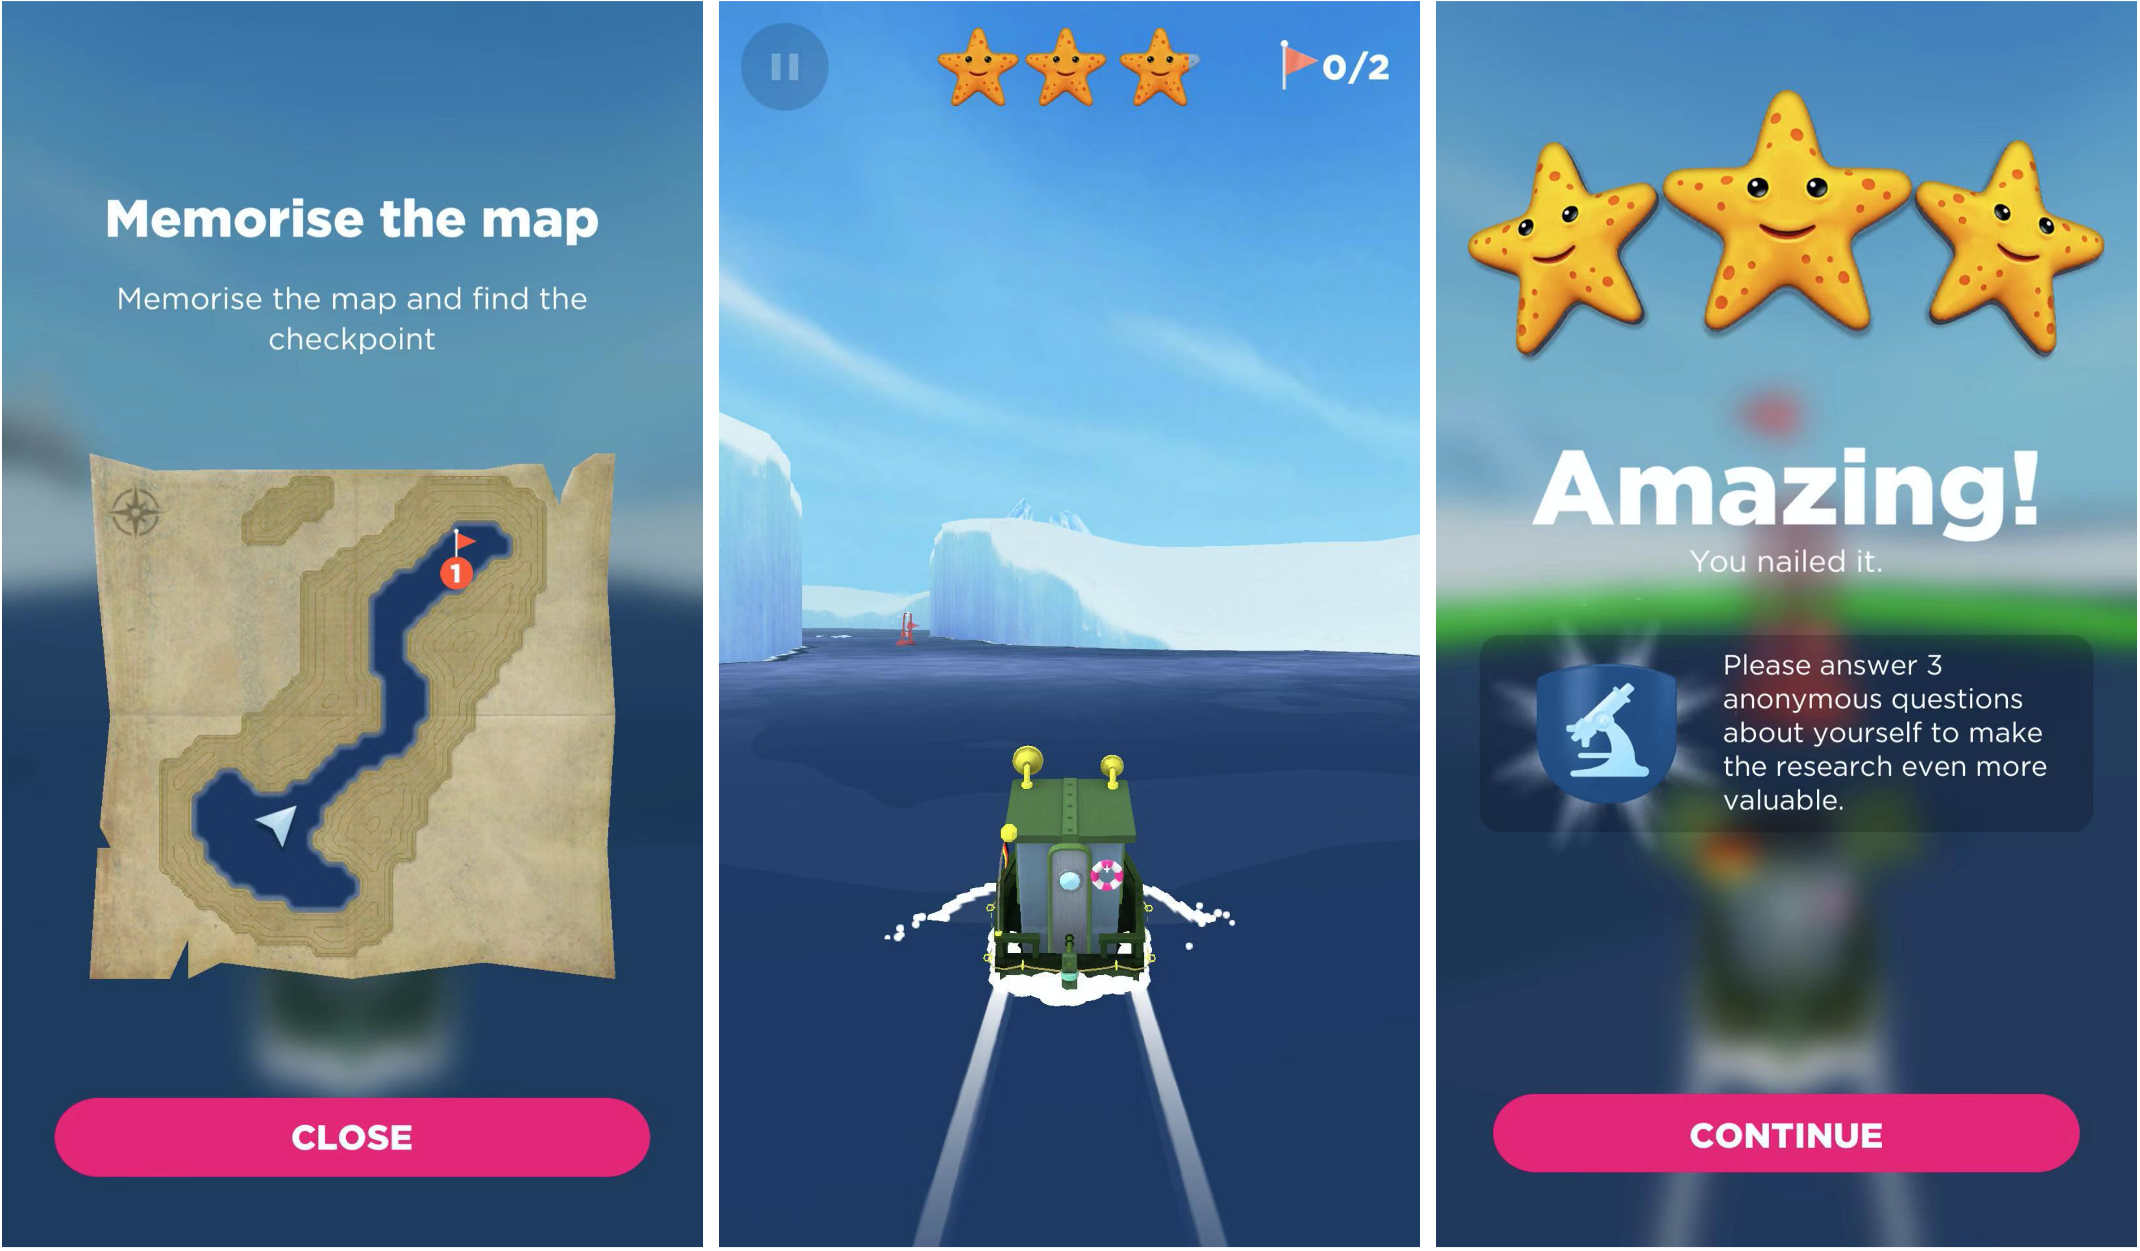 Memorise the map
Memorise the map and find the
checkpoint
1
CLOSE
0/2
Amazing!
You nailed it.
Please answer 3
anonymous questions
about yourself to make
the research even more
valuable.
CONTINUE